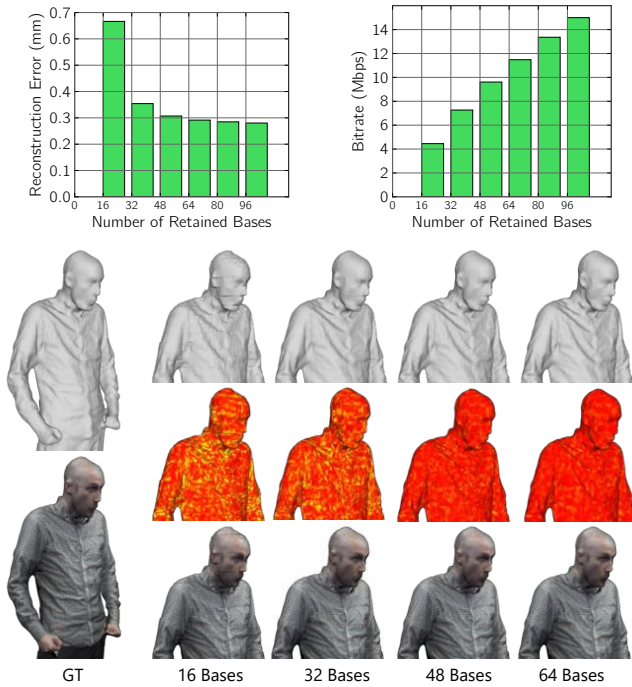 Reconstruction Error (mm)
0.7
0.6
0.5
0.4
0.3
0.2
0.1
0.0
0 16 32 48 64 80 96
Number of Retained Bases
Bitrate (Mbps)
14
12
10
8
6
4
2
0
0 16 32 48 64 80 96
Number of Retained Bases
GT 16 Bases 32 Bases 48 Bases 64 Bases